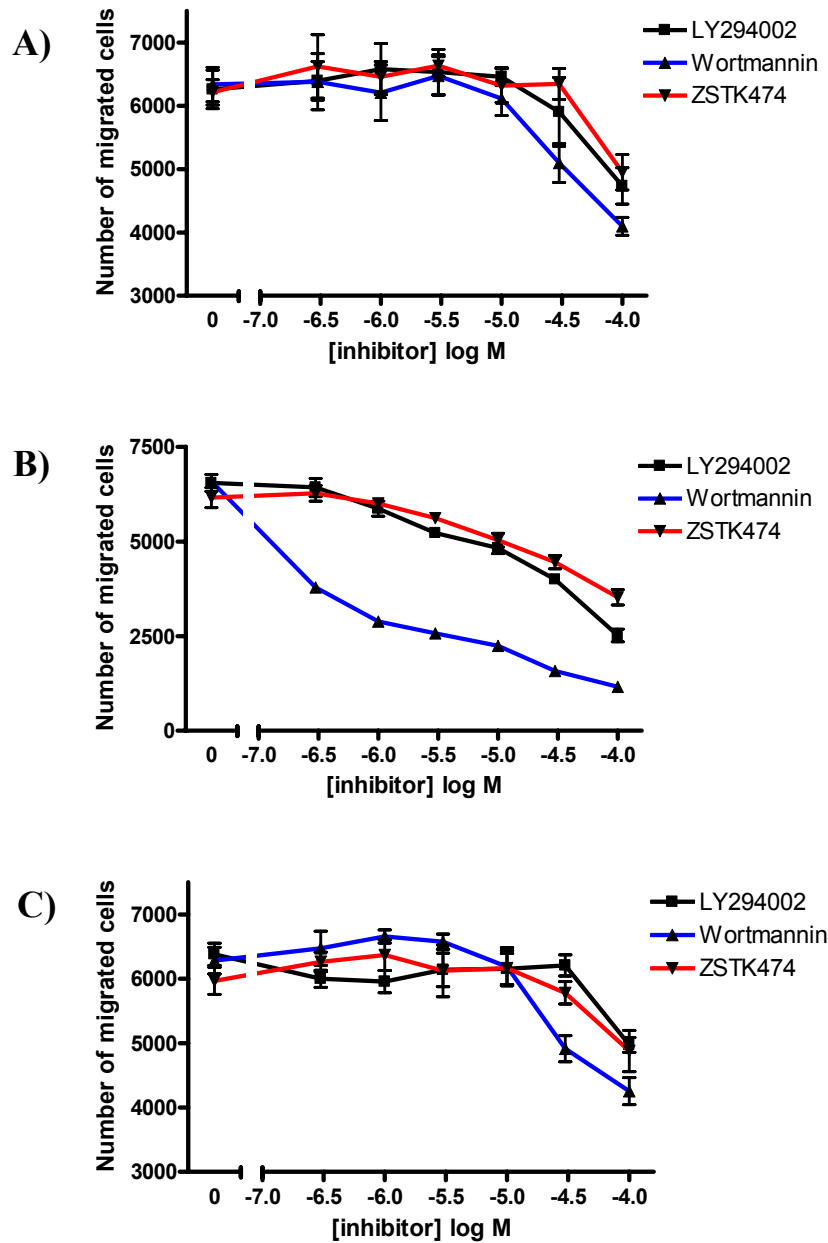 A)
Number of migrated cells
7000
6000
5000
4000
3000
0 -7.0 -6.5 -6.0 -5.5 -5.0 -4.5 -4.0
[inhibitor] log M
LY294002
Wortmannin
ZSTK474
B)
Number of migrated cells
7500
5000
2500
0
0 -7.0 -6.5 -6.0 -5.5 -5.0 -4.5 -4.0
[inhibitor] log M
LY294002
Wortmannin
ZSTK474
C)
Number of migrated cells
7000
6000
5000
4000
3000
0 -7.0 -6.5 -6.0 -5.5 -5.0 -4.5 -4.0
[inhibitor] log M
LY294002
Wortmannin
ZSTK474